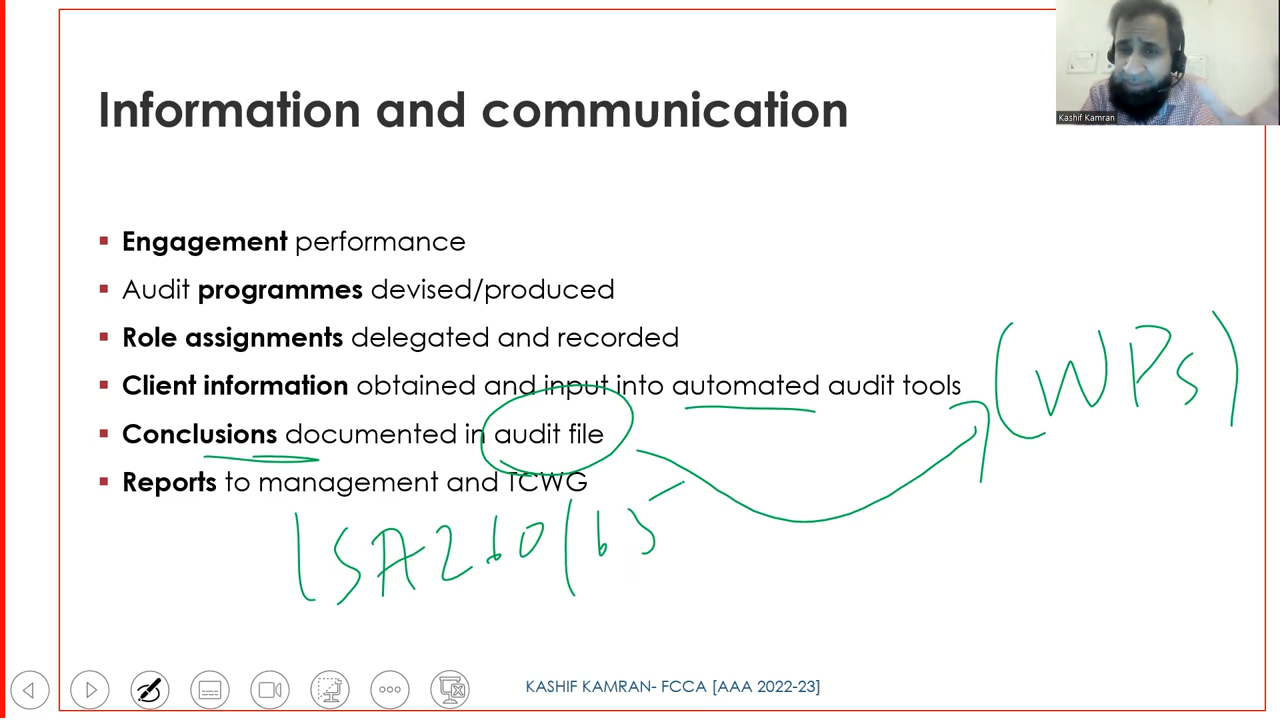 Kashif Kamran
Information and communication
Engagement performance
Audit programmes devised/produced
Role assignments delegated and recorded
Client information obtained and input into automated audit tools
(WPs)
Conclusions documented in audit file
Reports to management and TCWG
ISA260/65
KASHIF KAMRAN- FCCA [AAA 2022-23]